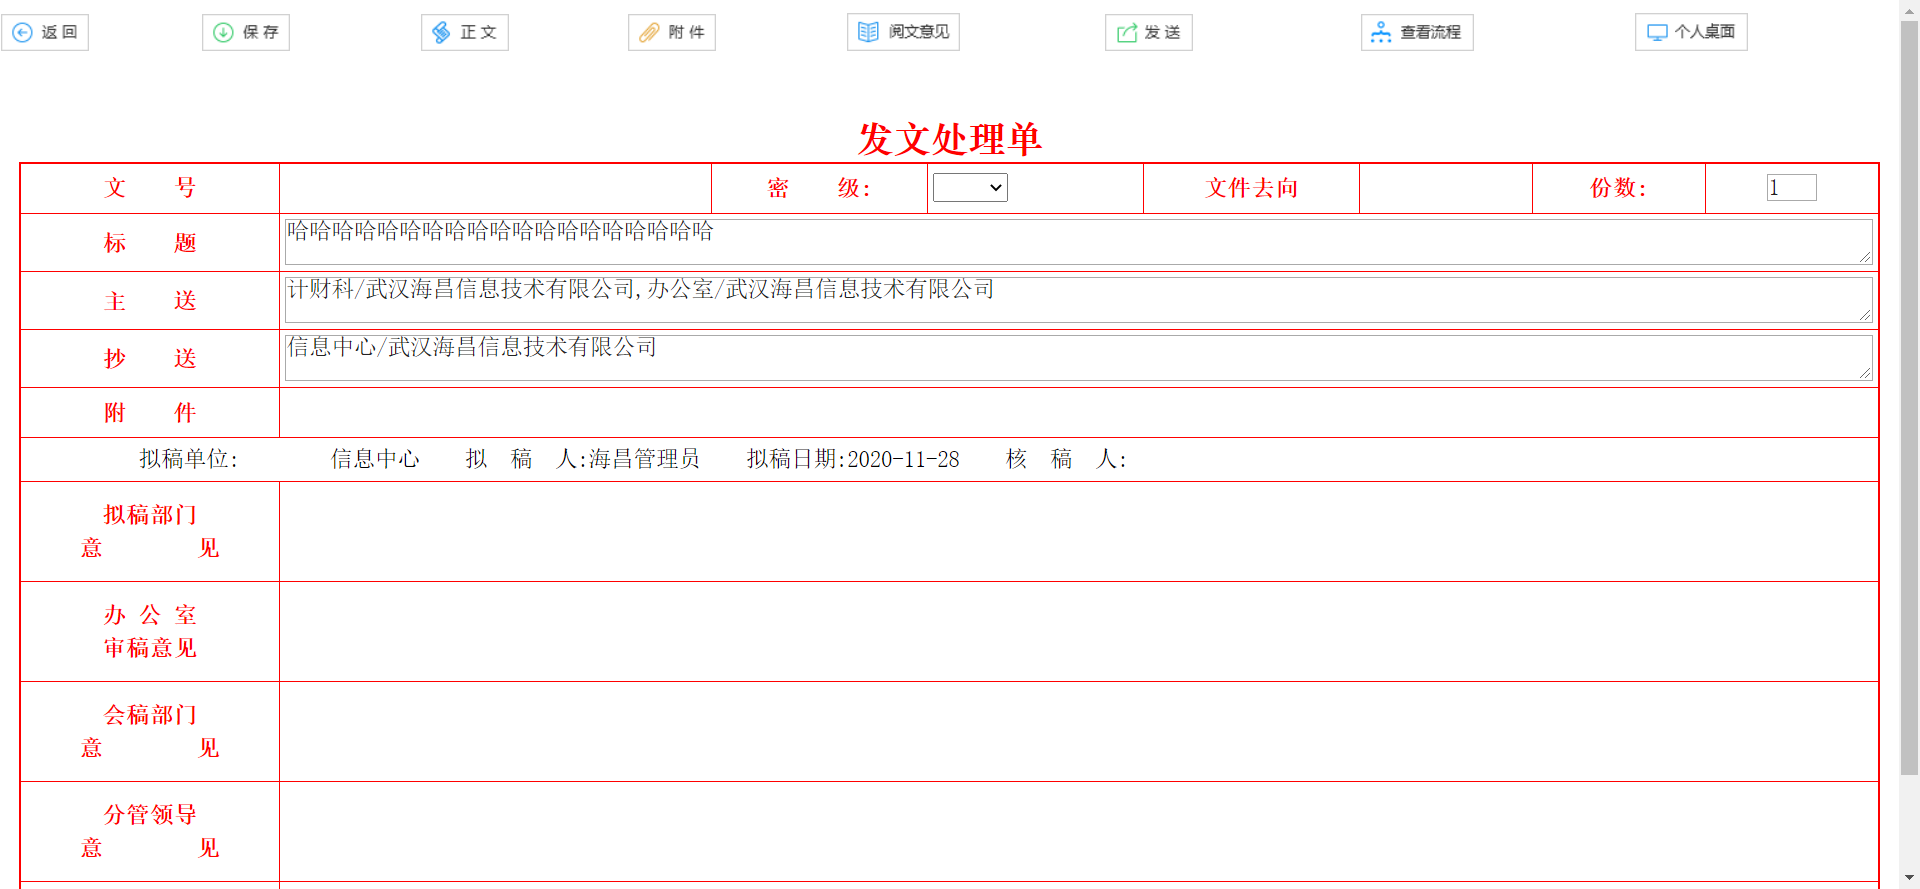 返 回 保 存 正 文 附 件 阅文意见 发 送 查看流程 个人桌面
发文处理单
文 号 密 级: 文件去向 份数: 1
标 题 哈哈哈哈哈哈哈哈哈哈哈哈哈哈哈哈哈哈哈
主 送 计财科/武汉海昌信息技术有限公司,办公室/武汉海昌信息技术有限公司
抄 送 信息中心/武汉海昌信息技术有限公司
附 件
拟稿单位: 信息中心 拟 稿 人:海昌管理员 拟稿日期:2020-11-28 核 稿 人:
拟稿部门
意 见
办 公 室
审稿意见
会稿部门
意 见
分管领导
意 见